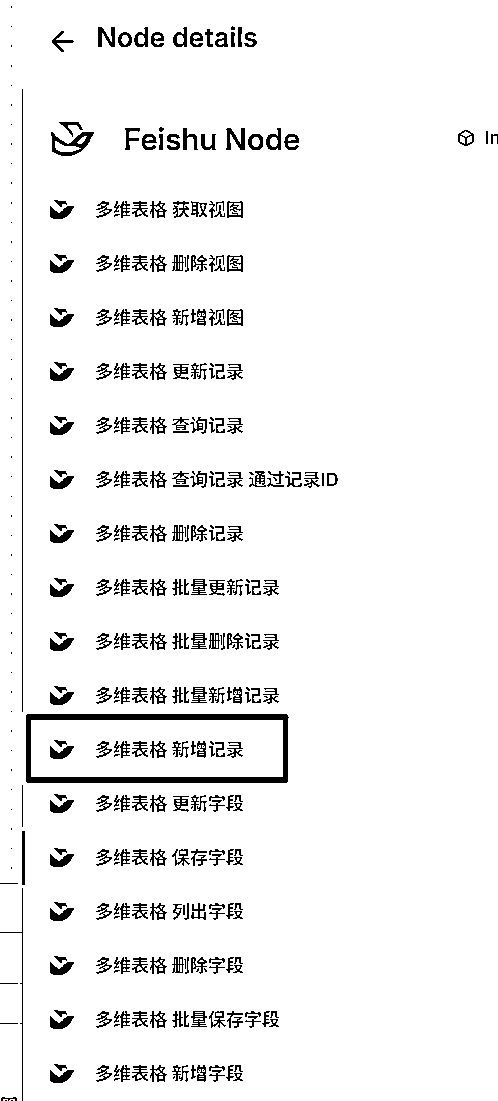 Node details
Feishu Node
多维表格 获取视图
多维表格 删除视图
多维表格 新增视图
多维表格 更新记录
多维表格 查询记录
多维表格 查询记录 通过记录ID
多维表格 删除记录
多维表格 批量更新记录
多维表格 批量删除记录
多维表格 批量新增记录
多维表格 新增记录
多维表格 更新字段
多维表格 保存字段
多维表格 列出字段
多维表格 删除字段
多维表格 批量保存字段
多维表格 新增字段